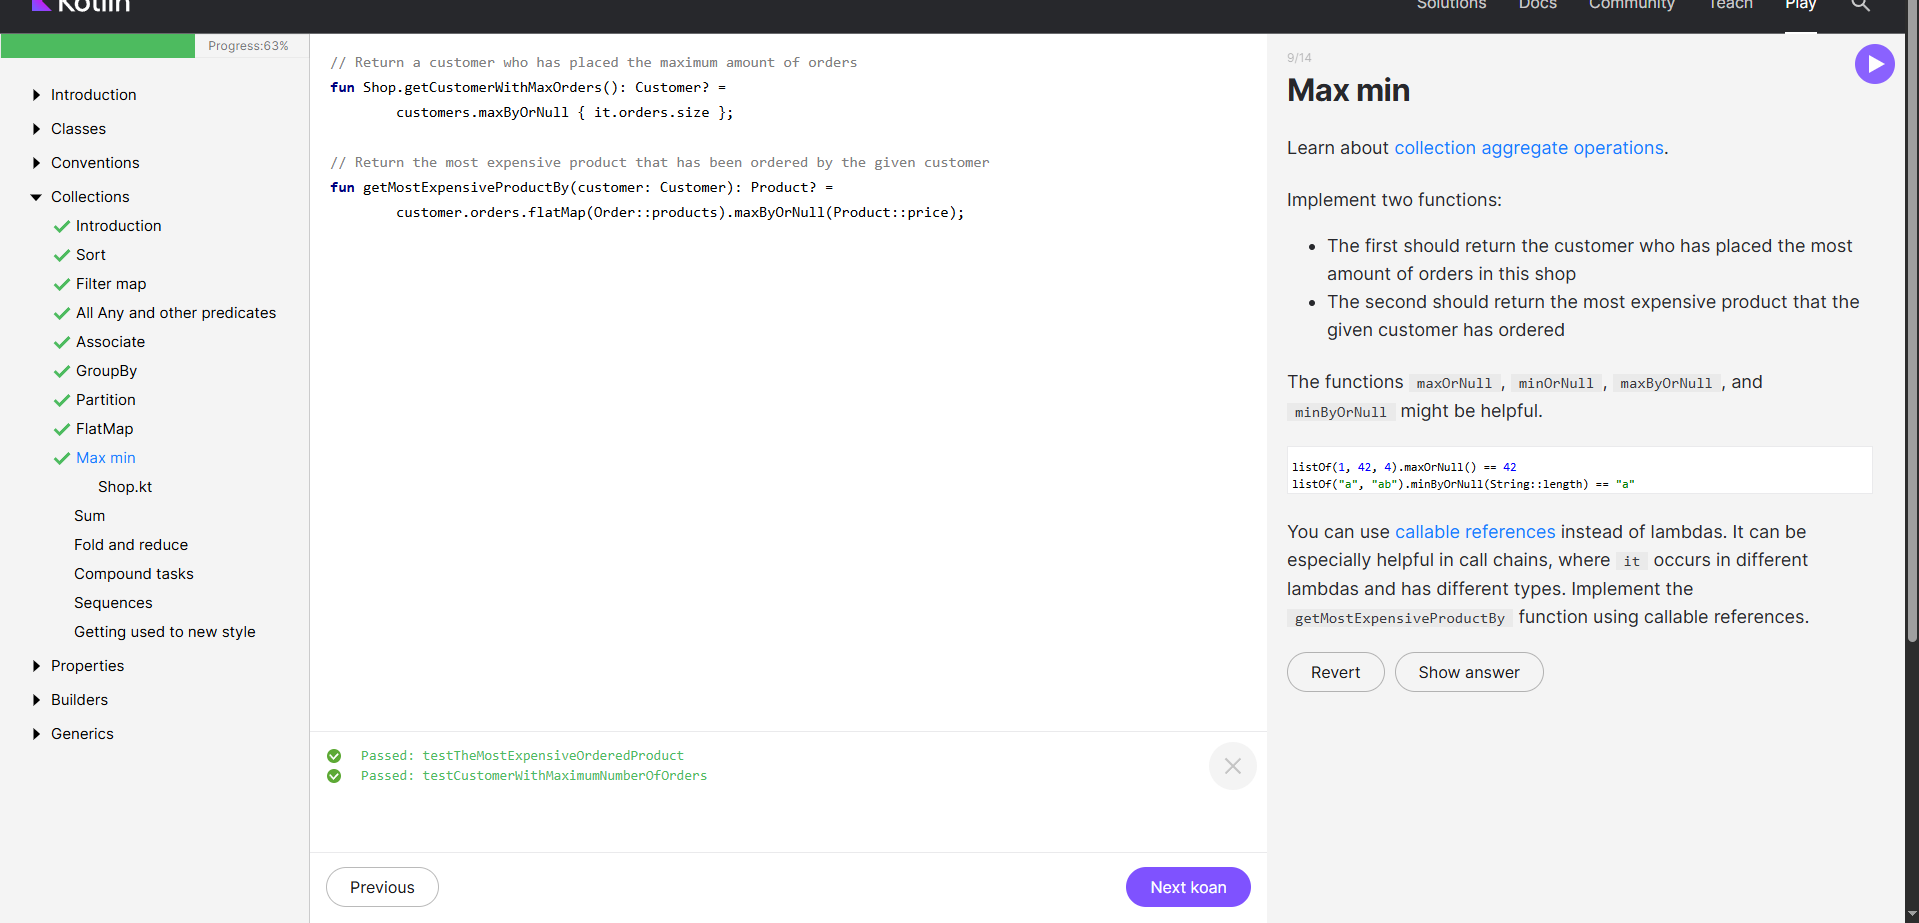 Kotlin
Solutions
Docs
Community
Teach
Play
Progress:63%
Introduction
Classes
Conventions
Collections
Introduction
Sort
Filter map
All Any and other predicates
Associate
GroupBy
Partition
FlatMap
Max min
Shop.kt
Sum
Fold and reduce
Compound tasks
Sequences
Getting used to new style
Properties
Builders
Generics
// Return a customer who has placed the maximum amount of orders
fun Shop.getCustomerWithMaxOrders(): Customer? =
        customers.maxByOrNull { it.orders.size };
// Return the most expensive product that has been ordered by the given customer
fun getMostExpensiveProductBy(customer: Customer): Product? =
        customer.orders.flatMap(Order::products).maxByOrNull(Product::price);
Passed: testTheMostExpensiveOrderedProduct
Passed: testCustomerWithMaximumNumberOfOrders
Previous
Next koan
9/14
Max min
Learn about collection aggregate operations.
Implement two functions:
• The first should return the customer who has placed the most
amount of orders in this shop
• The second should return the most expensive product that the
given customer has ordered
The functions maxOrNull , minOrNull , maxByOrNull , and
minByOrNull might be helpful.
listOf(1, 42, 4).maxOrNull() == 42
listOf("a", "ab").minByOrNull(String::length) == "a"
You can use callable references instead of lambdas. It can be
especially helpful in call chains, where it occurs in different
lambdas and has different types. Implement the
getMostExpensiveProductBy function using callable references.
Revert
Show answer